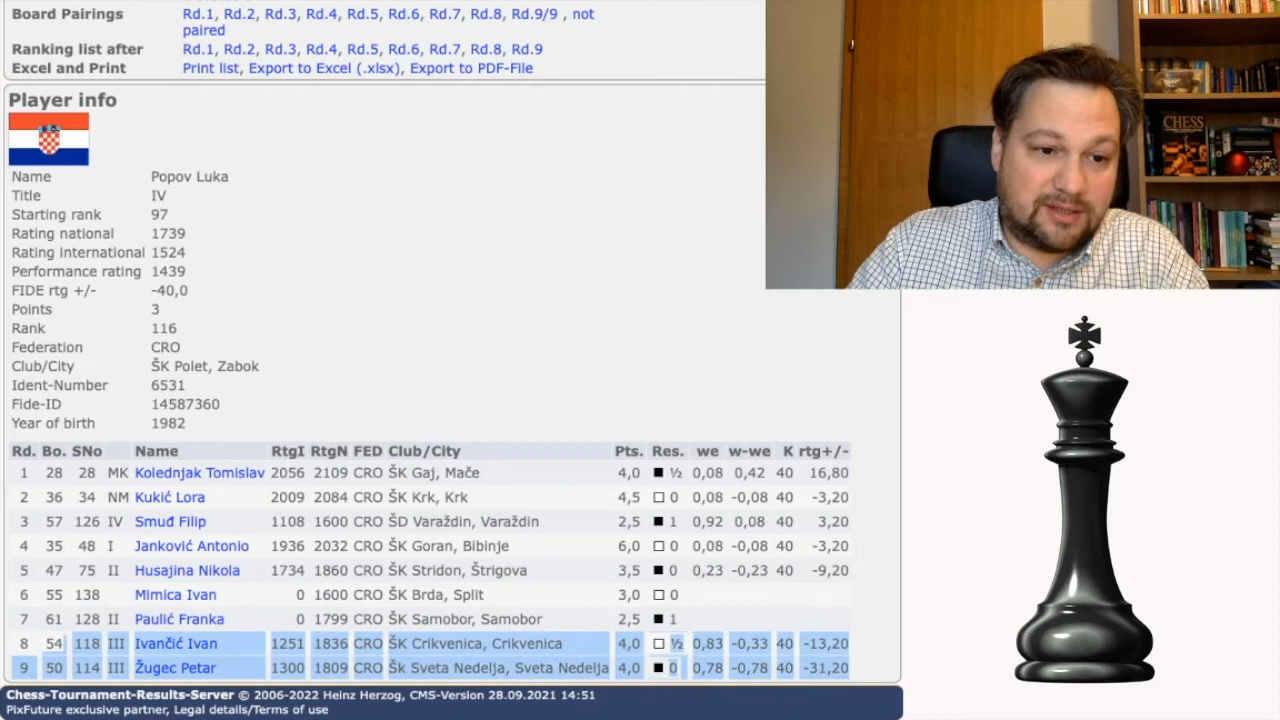 Board Pairings Rd.1, Rd.2, Rd.3, Rd.4, Rd.5, Rd.6, Rd.7, Rd.8, Rd.9/9 , not
paired
Ranking list after Rd.1, Rd.2, Rd.3, Rd.4, Rd.5, Rd.6, Rd.7, Rd.8, Rd.9
Excel and Print Print list, Export to Excel (.xlsx), Export to PDF-File
Player info
Name Popov Luka
Title IV
Starting rank 97
Rating national 1739
Rating international 1524
Performance rating 1439
FIDE rtg +/- -40,0
Points 3
Rank 116
Federation CRO
Club/City ŠK Polet, Zabok
Ident-Number 6531
Fide-ID 14587360
Year of birth 1982
Rd. Bo. SNo Name RtgI RtgN FED Club/City Pts. Res. we w-we K rtg+/-
1 28 28 MK Kolednjak Tomislav 2056 2109 CRO ŠK Gaj, Mače 4,0 ½ 0,08 0,42 40 16,80
2 36 34 NM Kukić Lora 2009 2084 CRO ŠK Krk, Krk 4,5 0 0,08 -0,08 40 -3,20
3 57 126 IV Smuđ Filip 1108 1600 CRO ŠD Varaždin, Varaždin 2,5 1 0,92 0,08 40 3,20
4 35 48 I Janković Antonio 1936 2032 CRO ŠK Goran, Bibinje 6,0 0 0,08 -0,08 40 -3,20
5 47 75 II Husajina Nikola 1734 1860 CRO ŠK Stridon, Štrigova 3,5 0 0,23 -0,23 40 -9,20
6 55 138 Mimica Ivan 0 1600 CRO ŠK Brda, Split 3,0 0
7 61 128 II Paulić Franka 0 1799 CRO ŠK Samobor, Samobor 2,5 1
8 54 118 III Ivančić Ivan 1251 1836 CRO ŠK Crikvenica, Crikvenica 4,0 ½ 0,83 -0,33 40 -13,20
9 50 114 III Žugec Petar 1300 1809 CRO ŠK Sveta Nedelja, Sveta Nedelja 4,0 0 0,78 -0,78 40 -31,20
Chess-Tournament-Results-Server © 2006-2022 Heinz Herzog, CMS-Version 28.09.2021 14:51
PixFuture exclusive partner, Legal details/Terms of use
CHESS